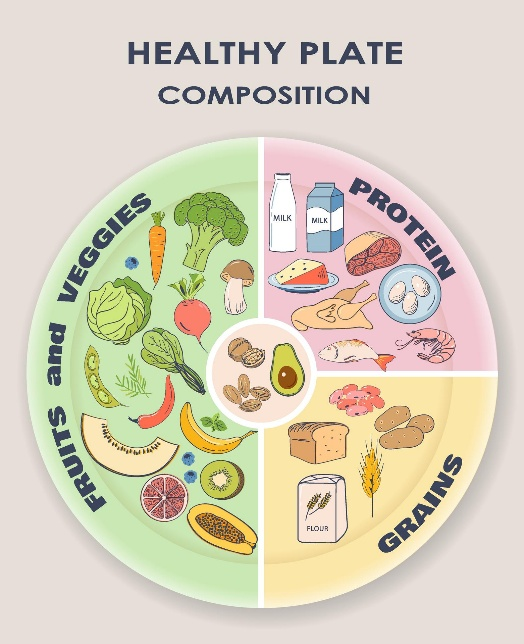 HEALTHY PLATE
COMPOSITION
FRUITS and VEGGIES
PROTEIN
MILK
MILK
GRAINS
FLOUR